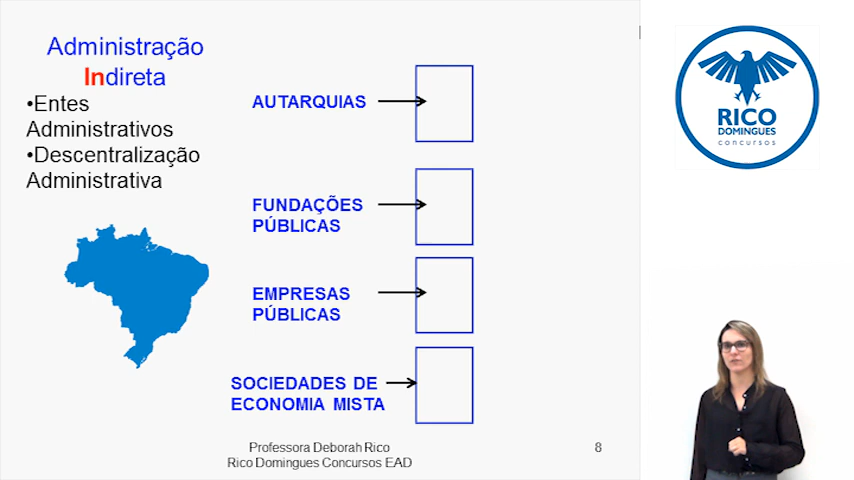 Administração
Indireta
•Entes
Administrativos
•Descentralização
Administrativa
AUTARQUIAS
FUNDAÇÕES
PÚBLICAS
EMPRESAS
PÚBLICAS
SOCIEDADES DE
ECONOMIA MISTA
Professora Deborah Rico
Rico Domingues Concursos EAD
8
RICO
DOMINGUES
concursos